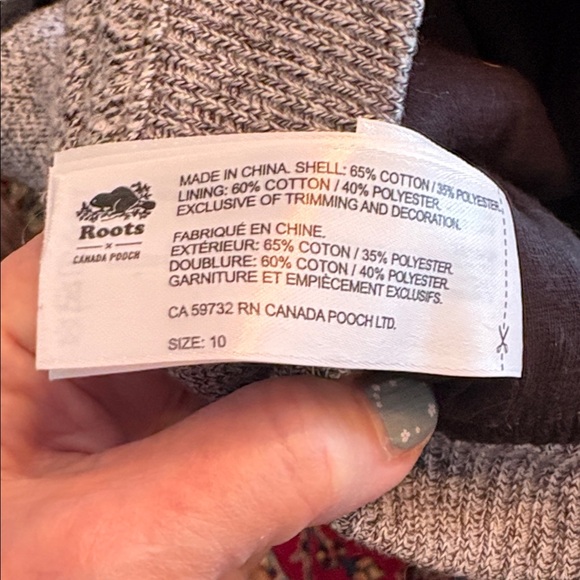 Roots
×
CANADA POOCH
MADE IN CHINA. SHELL: 65% COTTON / 35% POLYESTER.
LINING: 60% COTTON / 40% POLYESTER.
EXCLUSIVE OF TRIMMING AND DECORATION.
FABRIQUÉ EN CHINE.
EXTÉRIEUR: 65% COTON / 35% POLYESTER.
DOUBLURE: 60% COTON / 40% POLYESTER.
GARNITURE ET EMPIÈCEMENT EXCLUSIFS.
CA 59732 RN CANADA POOCH LTD.
SIZE: 10